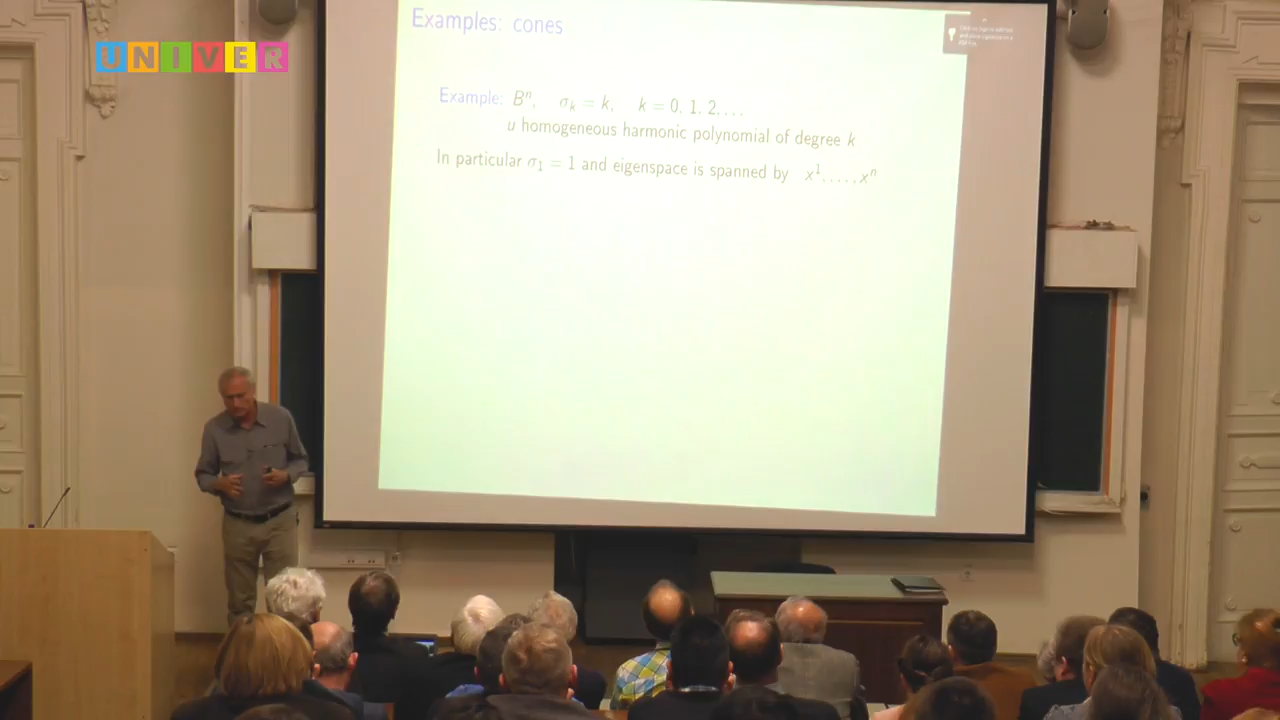 UNIVER
Examples: cones
Example: Bⁿ, σₖ = k, k = 0, 1, 2, . . .
u homogeneous harmonic polynomial of degree k
In particular σ₁ = 1 and eigenspace is spanned by x¹, . . . , xⁿ